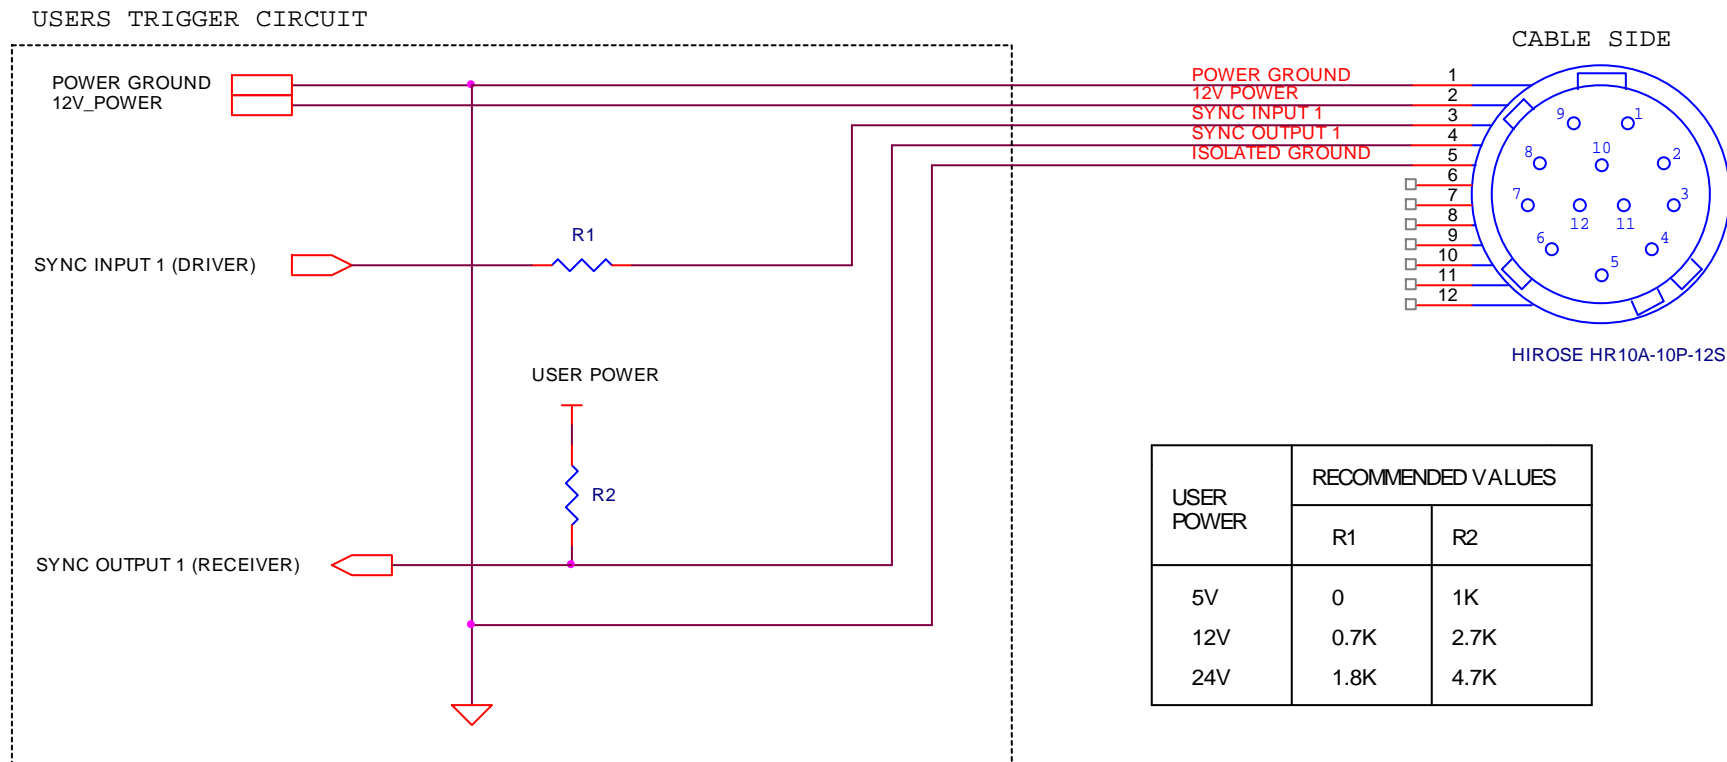 USERS TRIGGER CIRCUIT
CABLE SIDE
POWER GROUND
12V_POWER
POWER GROUND 1
12V POWER 2
SYNC INPUT 1 3
SYNC OUTPUT 1 4
ISOLATED GROUND 5
6
7
8
9
10
11
12
9 1
8 10 2
7 12 11 3
6 4
5
HIROSE HR10A-10P-12S
R1
SYNC INPUT 1 (DRIVER)
USER POWER
R2
SYNC OUTPUT 1 (RECEIVER)
USER POWER
RECOMMENDED VALUES
R1 R2
5V 0 1K
12V 0.7K 2.7K
24V 1.8K 4.7K